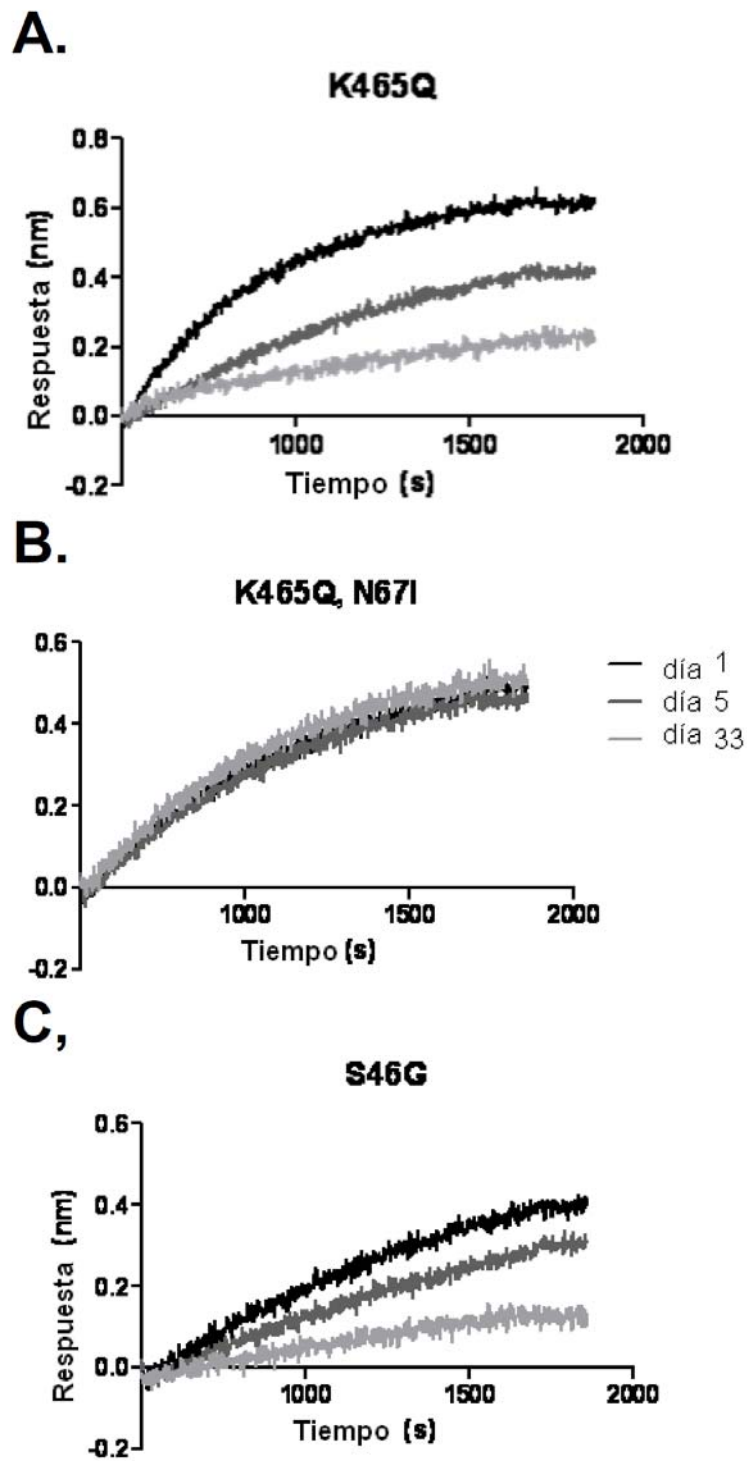 A.
K465Q
Respuesta (nm)
0.8
0.6
0.4
0.2
0.0
-0.2
1000 1500 2000
Tiempo (s)
B.
K465Q, N67I
0.6
0.4
0.2
0.0
-0.2
1000 1500 2000
Tiempo (s)
día 1
día 5
día 33
C,
S46G
Respuesta (nm)
0.6
0.4
0.2
0.0
-0.2
1000 1500 2000
Tiempo (s)